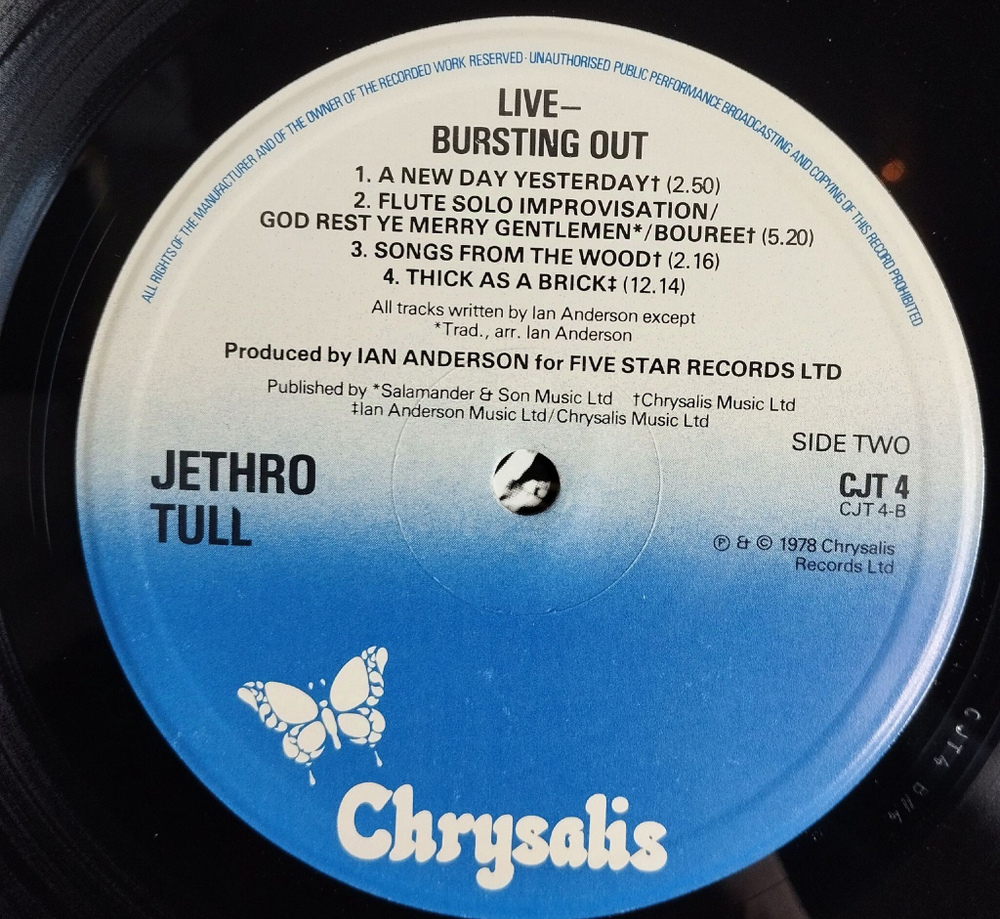 ALL RIGHTS OF THE MANUFACTURER AND OF THE OWNER OF THE RECORDED WORK RESERVED · UNAUTHORISED PUBLIC PERFORMANCE BROADCASTING AND COPYING OF THIS RECORD PROHIBITED
LIVE–
BURSTING OUT
1. A NEW DAY YESTERDAY† (2.50)
2. FLUTE SOLO IMPROVISATION/
GOD REST YE MERRY GENTLEMEN*/BOUREE† (5.20)
3. SONGS FROM THE WOOD† (2.16)
4. THICK AS A BRICK‡ (12.14)
All tracks written by Ian Anderson except
*Trad., arr. Ian Anderson
Produced by IAN ANDERSON for FIVE STAR RECORDS LTD
Published by *Salamander & Son Music Ltd †Chrysalis Music Ltd
‡Ian Anderson Music Ltd/Chrysalis Music Ltd
SIDE TWO
JETHRO
TULL
CJT 4
CJT 4-B
℗ & © 1978 Chrysalis
Records Ltd
Chrysalis
CJT4